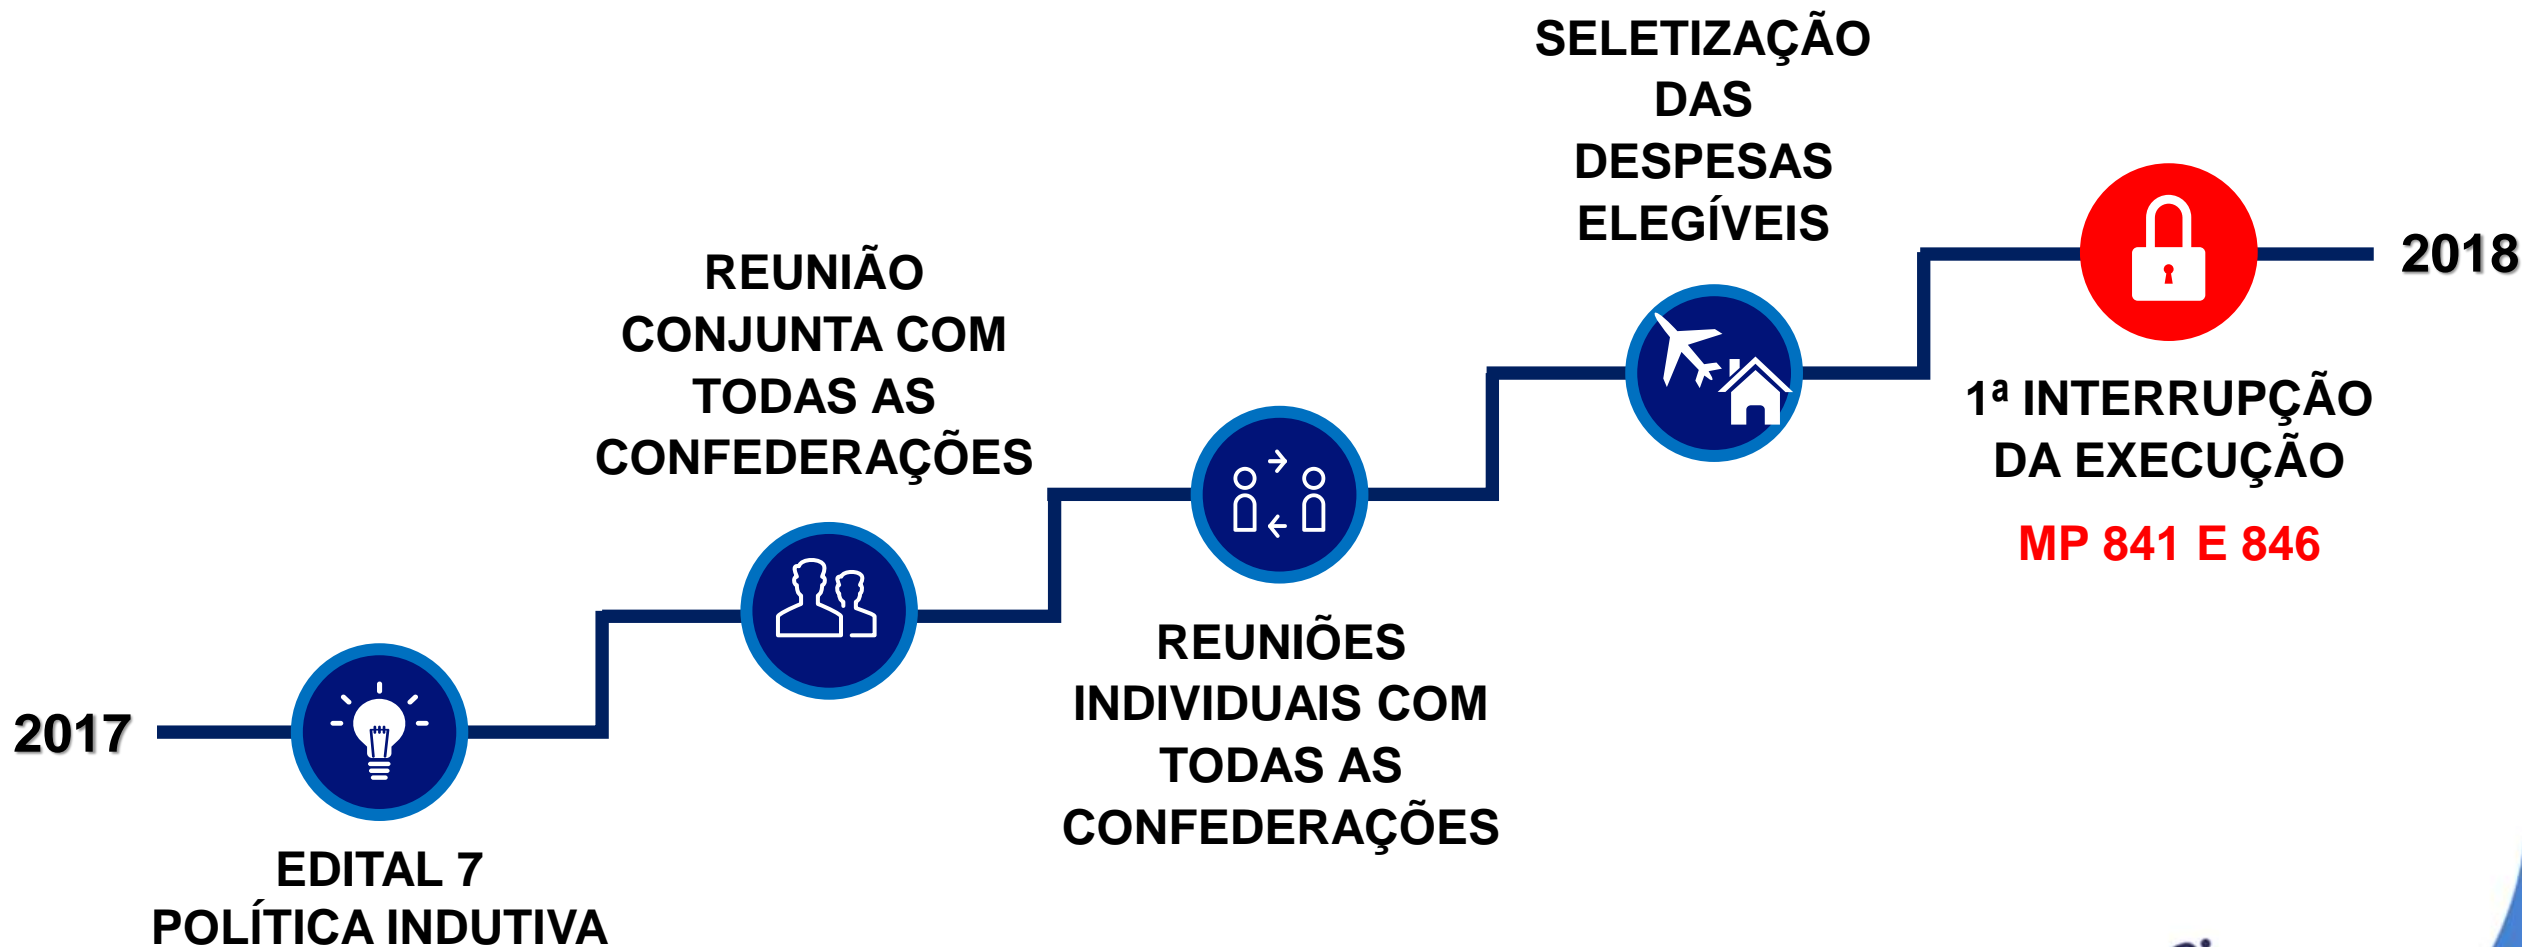 2017
EDITAL 7
POLÍTICA INDUTIVA
REUNIÃO
CONJUNTA COM
TODAS AS
CONFEDERAÇÕES
REUNIÕES
INDIVIDUAIS COM
TODAS AS
CONFEDERAÇÕES
SELETIZAÇÃO
DAS
DESPESAS
ELEGÍVEIS
1ª INTERRUPÇÃO
DA EXECUÇÃO
MP 841 E 846
2018